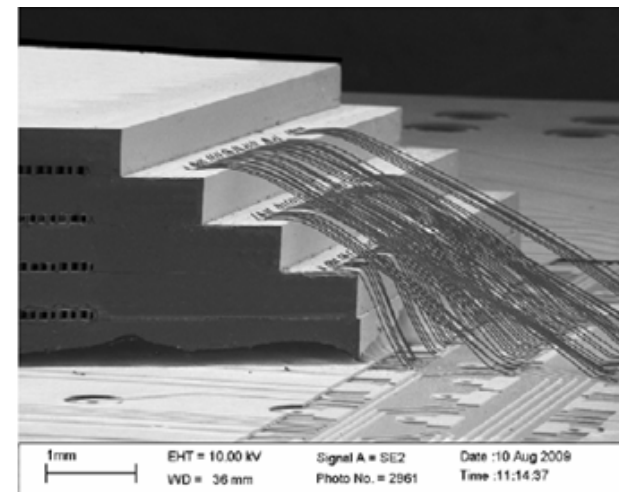 1mm
EHT = 10.00 kV Signal A = SE2 Date :10 Aug 2009
WD = 36 mm Photo No. = 2961 Time :11:14:37